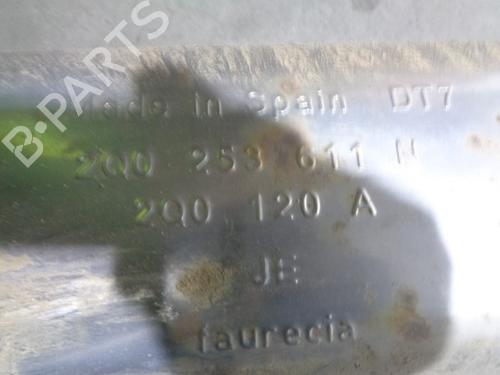 B-PARTS
Made in Spain DT7
2Q0 253 611 N
2Q0 120 A
JE
faurecia